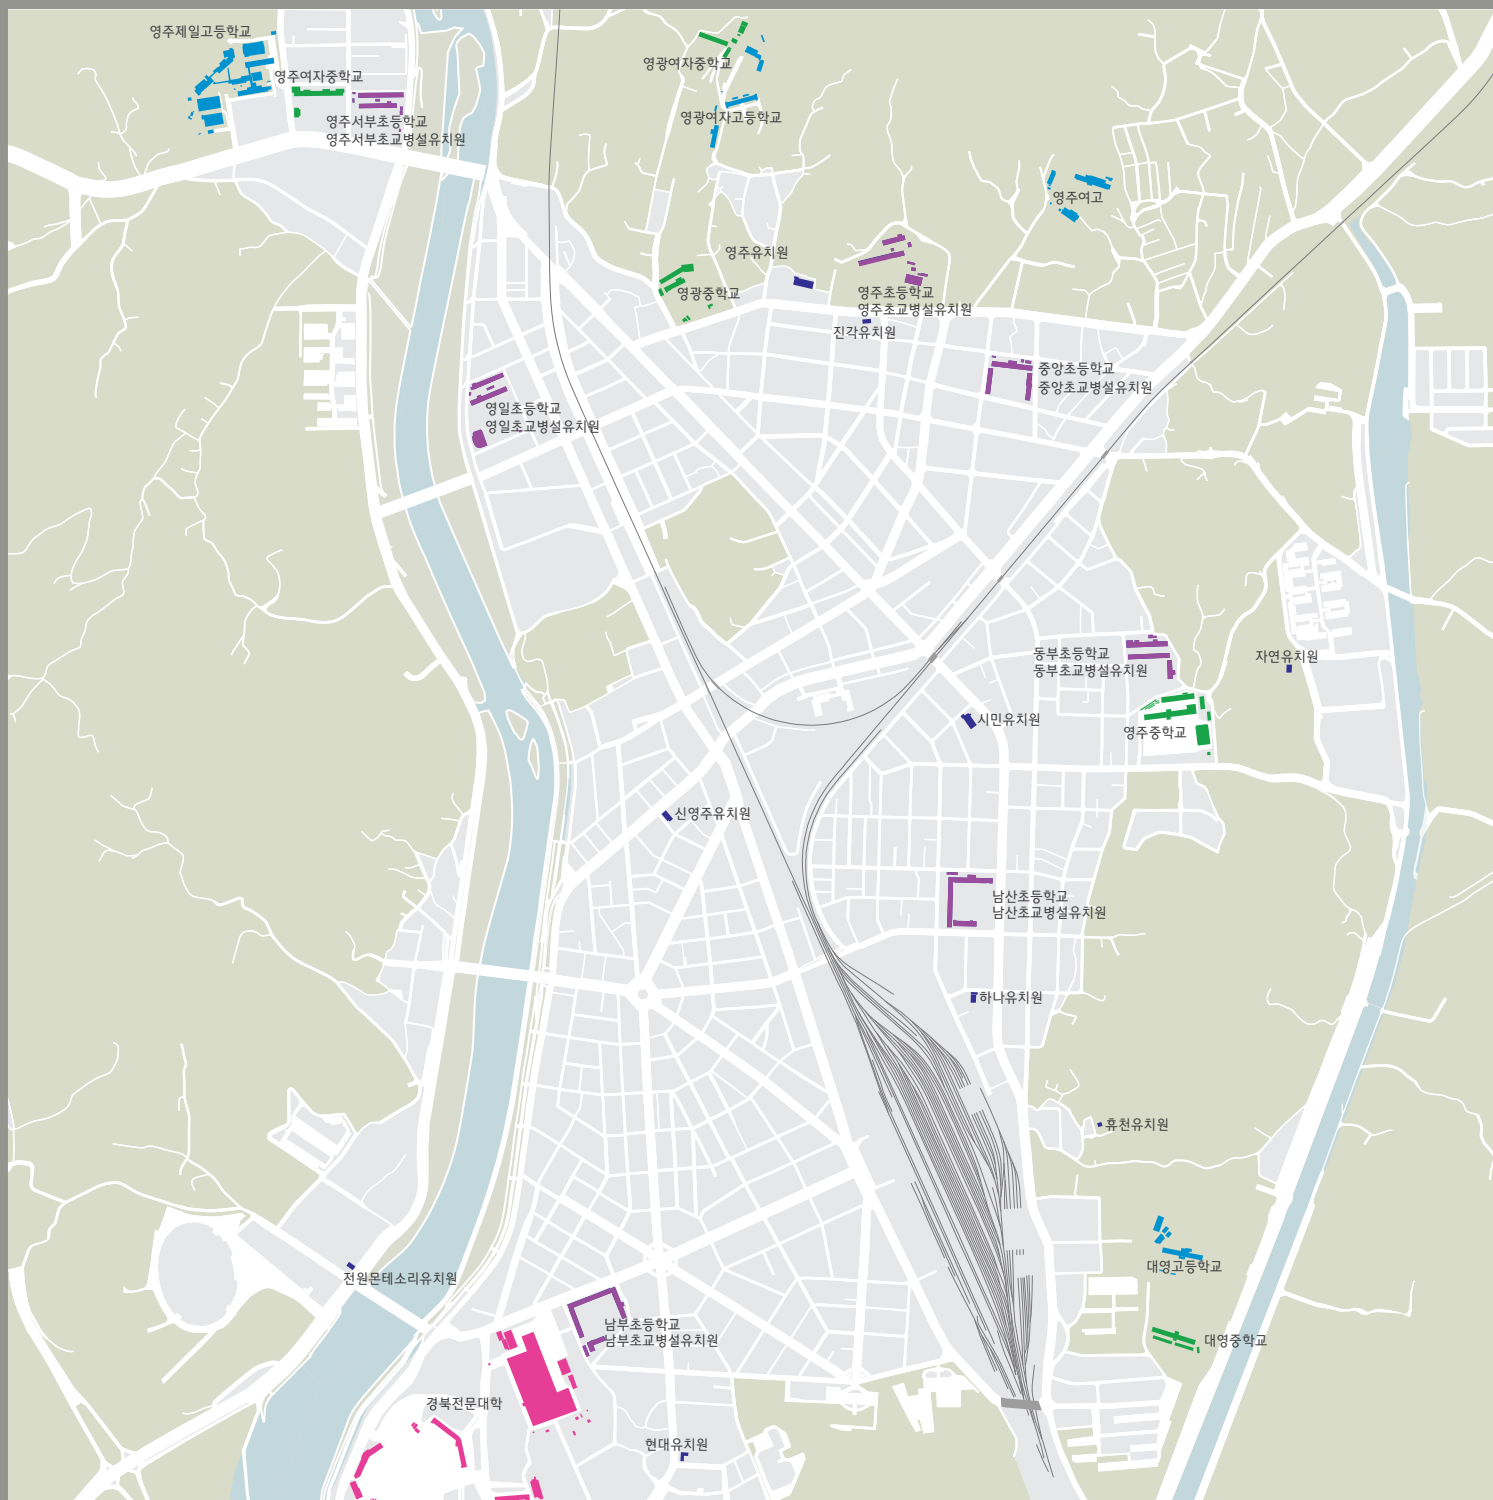 영주제일고등학교
영주여자중학교
영주서부초등학교
영주서부초교병설유치원
영광여자중학교
영광여자고등학교
영주여고
영주유치원
영광중학교
영주초등학교
영주초교병설유치원
진각유치원
중앙초등학교
중앙초교병설유치원
영일초등학교
영일초교병설유치원
동부초등학교
동부초교병설유치원
자연유치원
시민유치원
영주중학교
신영주유치원
남산초등학교
남산초교병설유치원
하나유치원
휴천유치원
대영고등학교
전원몬테소리유치원
남부초등학교
남부초교병설유치원
대영중학교
경북전문대학
현대유치원